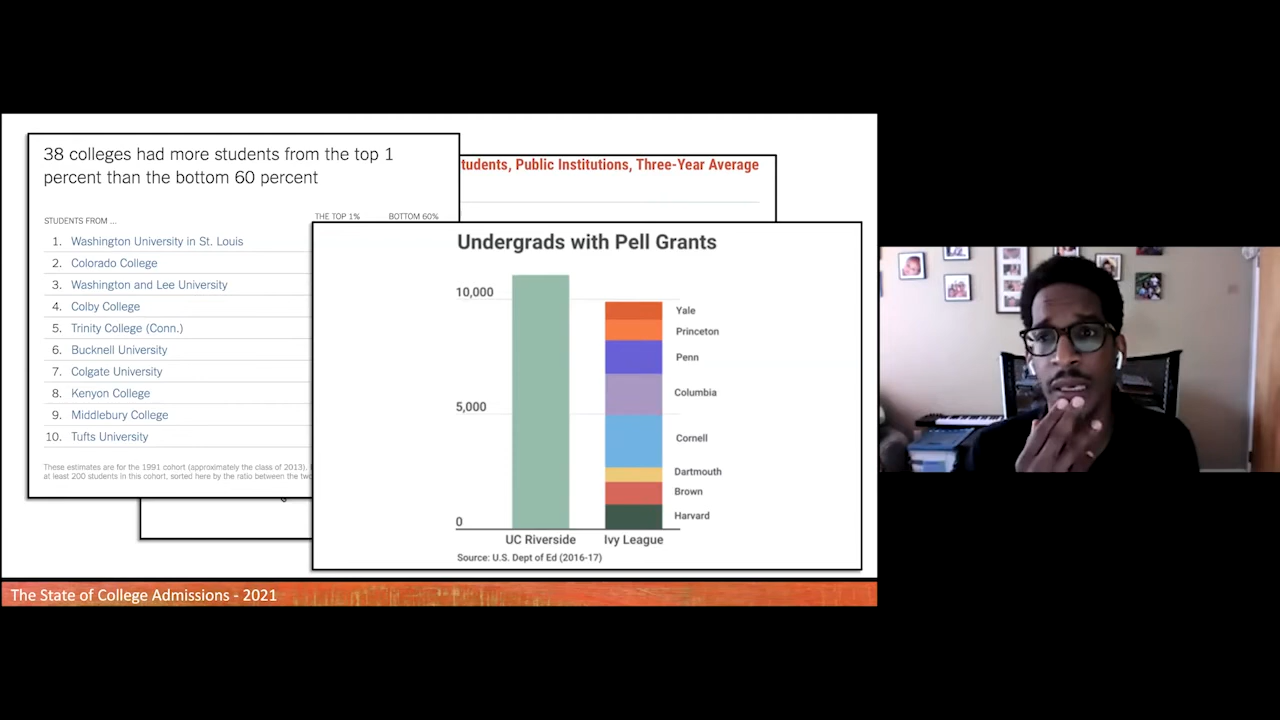 38 colleges had more students from the top 1
percent than the bottom 60 percent
STUDENTS FROM ...
THE TOP 1%
BOTTOM 60%
1. Washington University in St. Louis
2. Colorado College
3. Washington and Lee University
4. Colby College
5. Trinity College (Conn.)
6. Bucknell University
7. Colgate University
8. Kenyon College
9. Middlebury College
10. Tufts University
These estimates are for the 1991 cohort (approximately the class of 2013).
at least 200 students in this cohort, sorted here by the ratio between the two
tudents, Public Institutions, Three-Year Average
Undergrads with Pell Grants
10,000
5,000
0
Yale
Princeton
Penn
Columbia
Cornell
Dartmouth
Brown
Harvard
UC Riverside
Ivy League
Source: U.S. Dept of Ed (2016-17)
The State of College Admissions - 2021